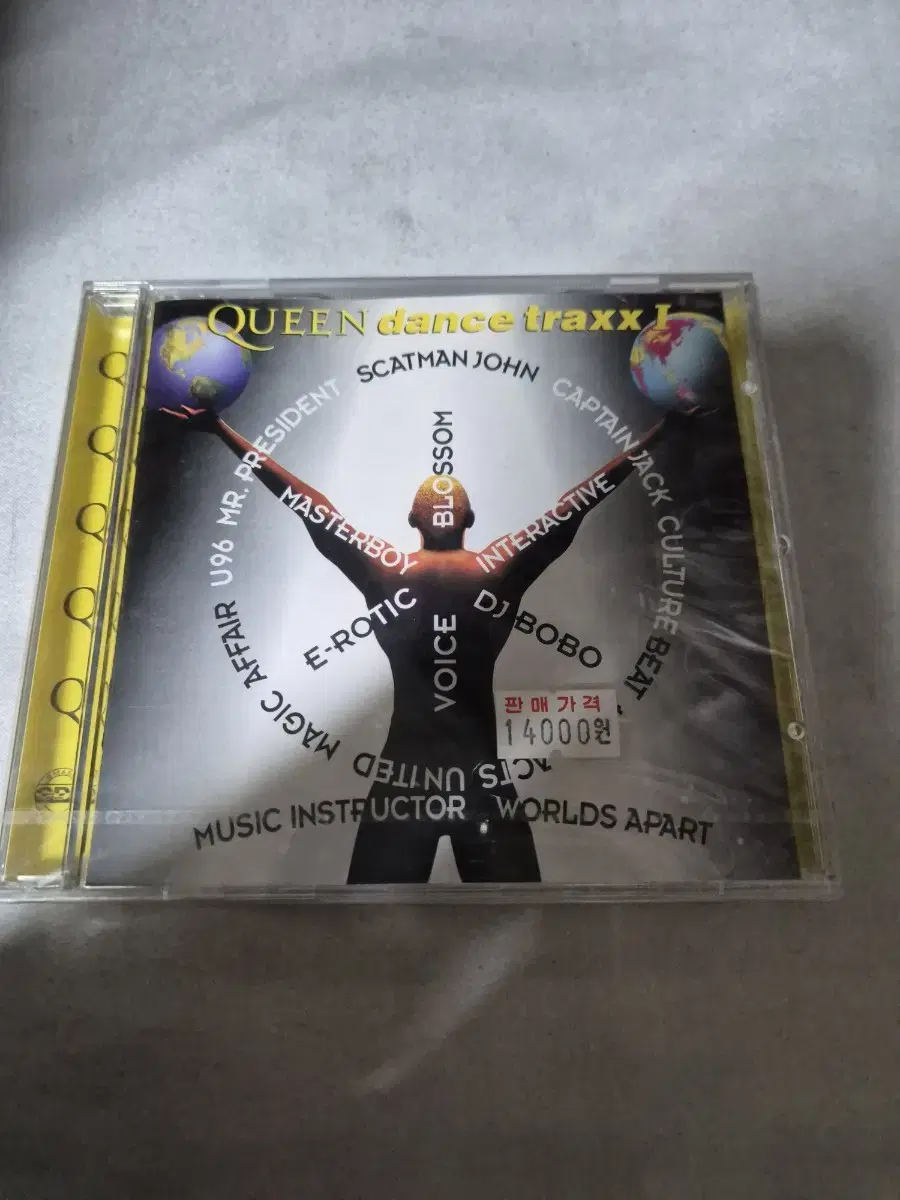 QUEEN dance traxx I
SCATMAN JOHN
CAPTAIN JACK
CULTURE BEAT
MR. PRESIDENT
U96
MAGIC AFFAIR
BLOSSOM
MASTERBOY
INTERACTIVE
E-ROTIC
DJ BOBO
VOICE
판매가격
14000원
ACTS UNITED
MUSIC INSTRUCTOR
WORLDS APART